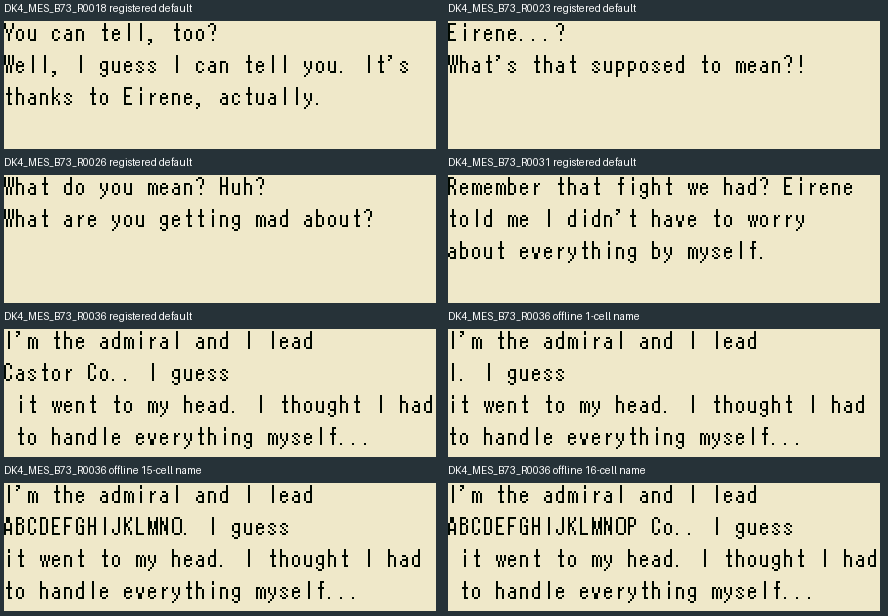 DK4_MES_B73_R0018 registered default
You can tell, too?
Well, I guess I can tell you. It's
thanks to Eirene, actually.
DK4_MES_B73_R0023 registered default
Eirene...?
What's that supposed to mean?!
DK4_MES_B73_R0026 registered default
What do you mean? Huh?
What are you getting mad about?
DK4_MES_B73_R0031 registered default
Remember that fight we had? Eirene
told me I didn't have to worry
about everything by myself.
DK4_MES_B73_R0036 registered default
I'm the admiral and I lead
Castor Co.. I guess
it went to my head. I thought I had
to handle everything myself...
DK4_MES_B73_R0036 offline 1-cell name
I'm the admiral and I lead
I. I guess
it went to my head. I thought I had
to handle everything myself...
DK4_MES_B73_R0036 offline 15-cell name
I'm the admiral and I lead
ABCDEFGHIJKLMNO. I guess
it went to my head. I thought I had
to handle everything myself...
DK4_MES_B73_R0036 offline 16-cell name
I'm the admiral and I lead
ABCDEFGHIJKLMNOP Co.. I guess
it went to my head. I thought I had
to handle everything myself...